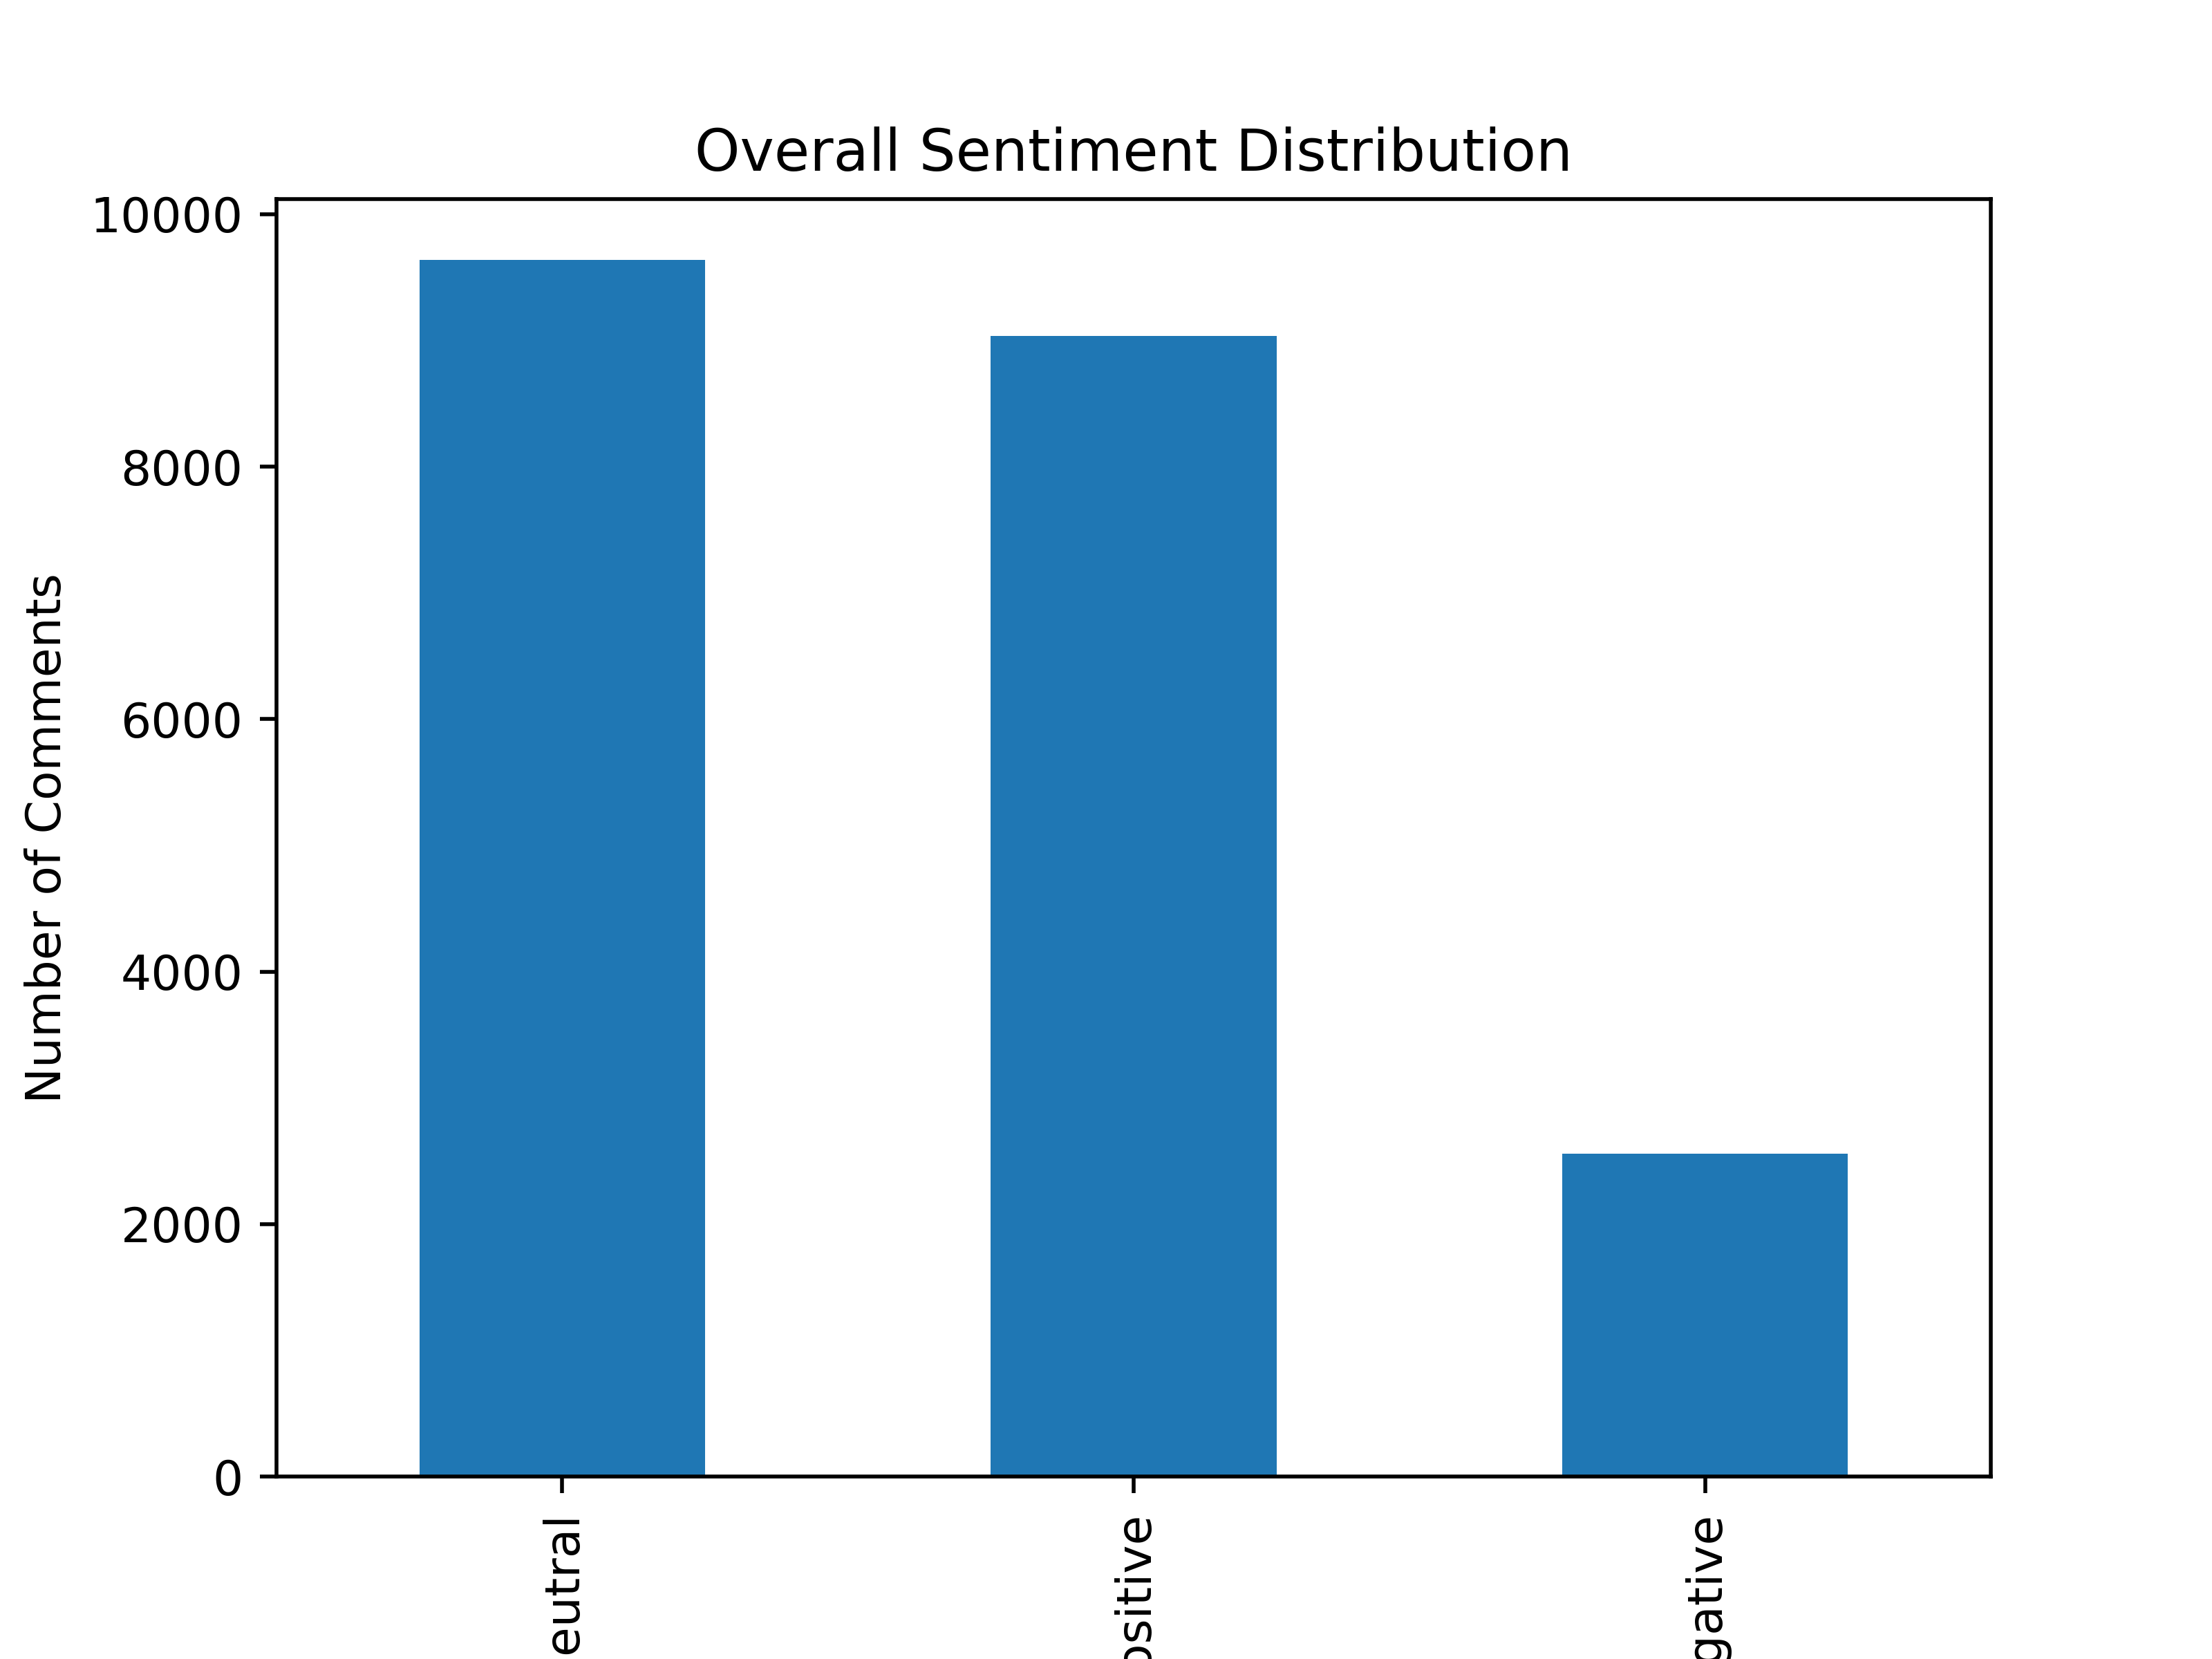 Overall Sentiment Distribution
10000
8000
6000
4000
2000
0
Number of Comments
eutral
ositive
gative